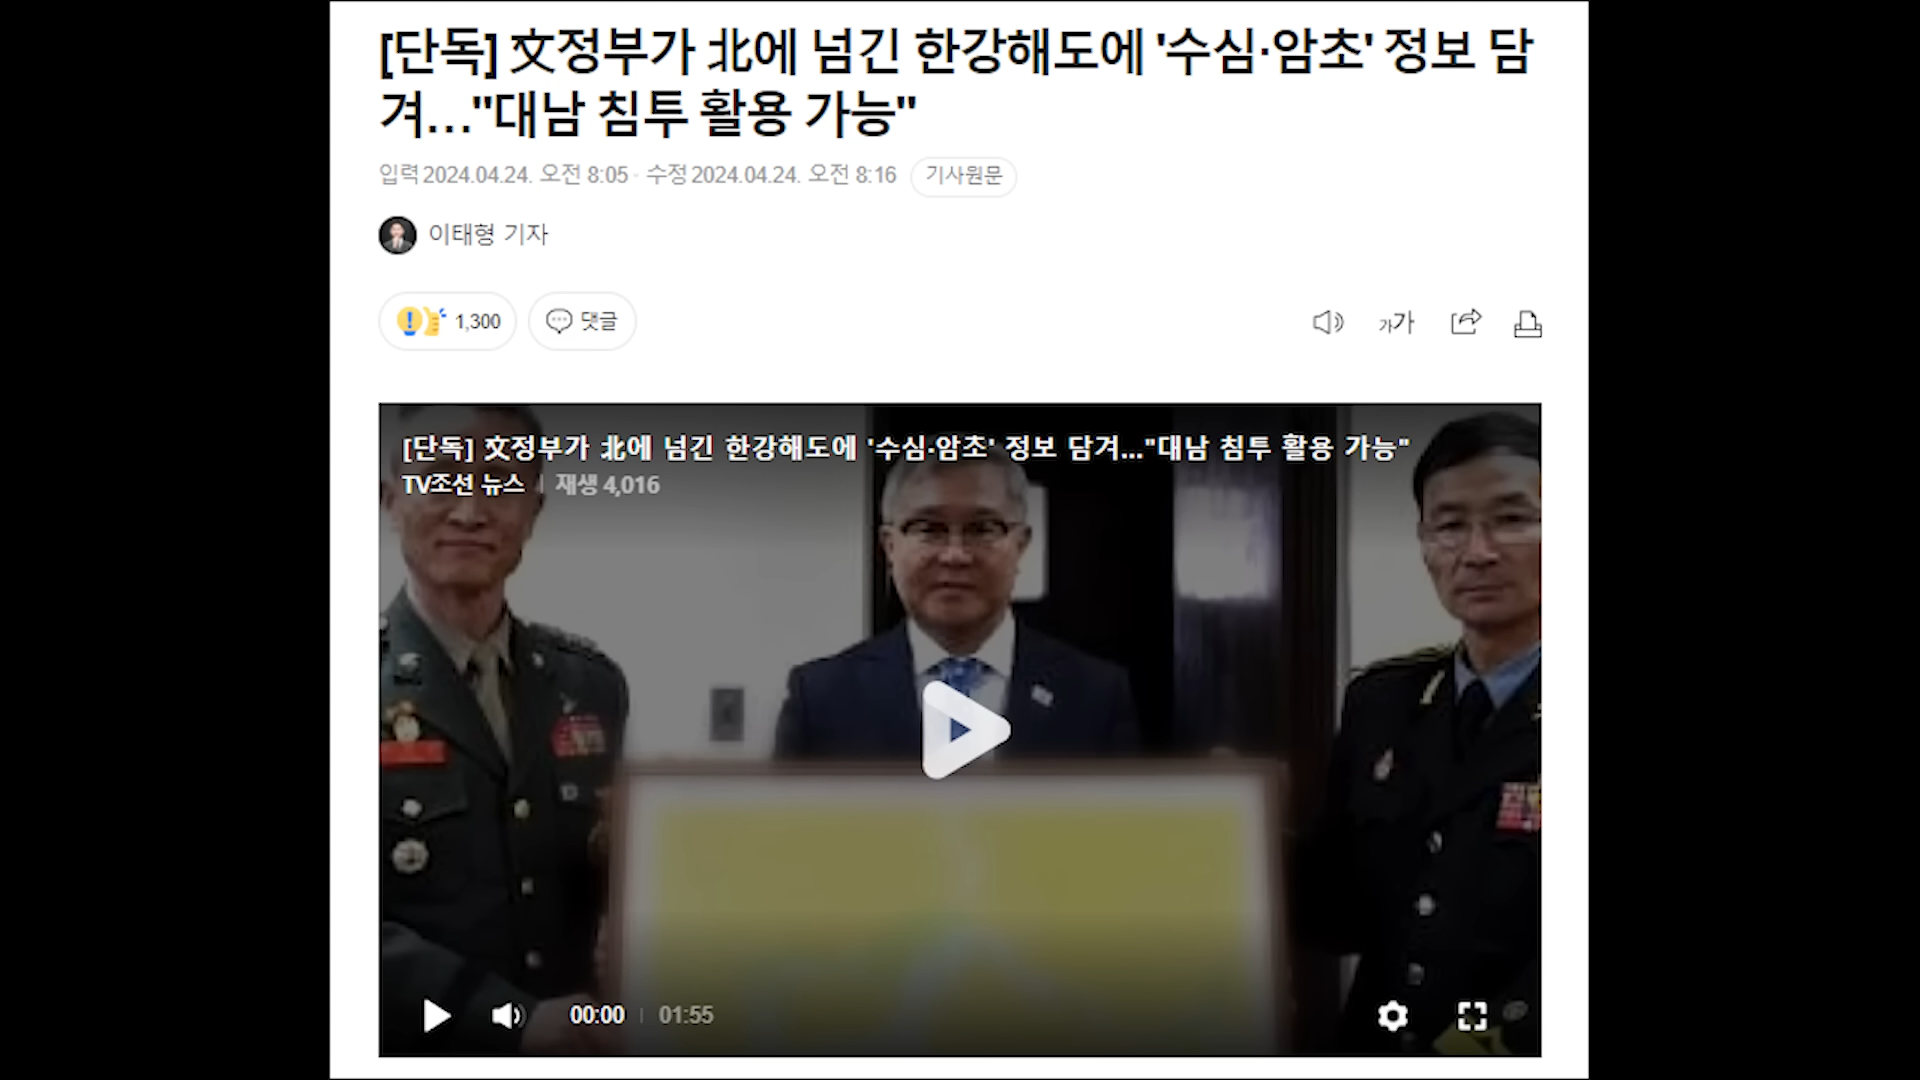 [단독] 文정부가 北에 넘긴 한강해도에 '수심·암초' 정보 담
겨…"대남 침투 활용 가능"
입력 2024.04.24. 오전 8:05 · 수정 2024.04.24. 오전 8:16 기사원문
이태형 기자
1,300 댓글
가가
[단독] 文정부가 北에 넘긴 한강해도에 '수심·암초' 정보 담겨..."대남 침투 활용 가능"
TV조선 뉴스 | 재생 4,016
00:00 | 01:55